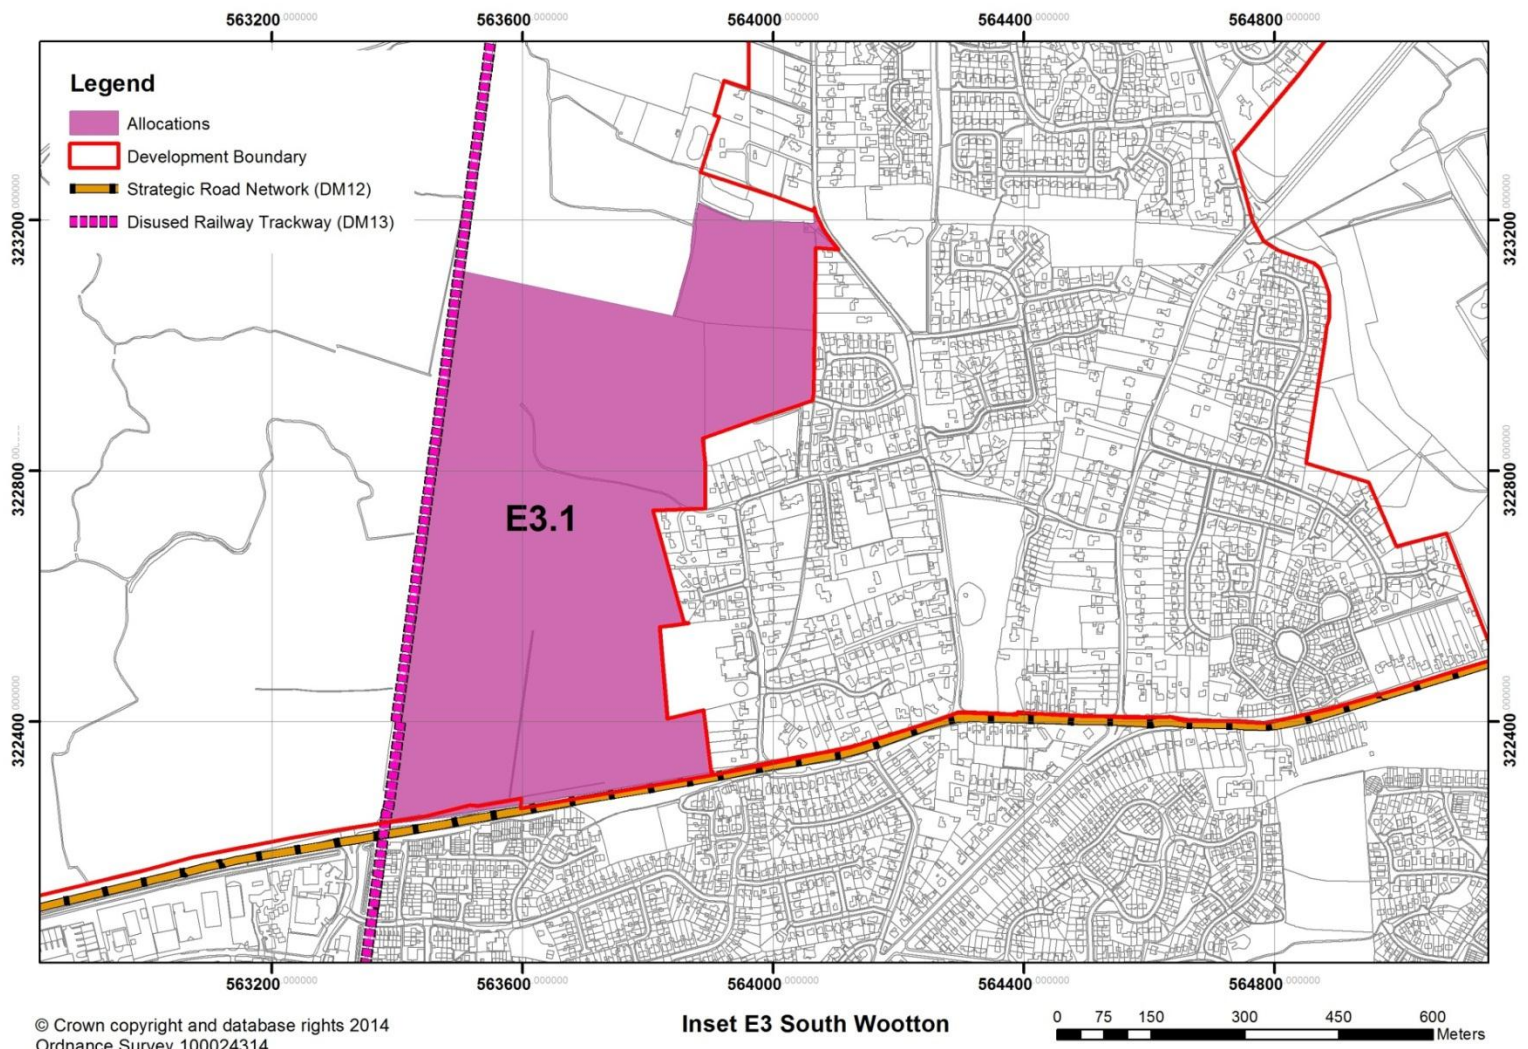 563200.000000 563600.000000 564000.000000 564400.000000 564800.000000
Legend
Allocations
Development Boundary
Strategic Road Network (DM12)
Disused Railway Trackway (DM13)
323200.000000
323200.000000
322800
322800.000000
E3.1
322400.000000
322400.000000
563200.000000 563600.000000 564000.000000 564400.000000 564800.000000
© Crown copyright and database rights 2014
Ordnance Survey 100024314
Inset E3 South Wootton
0 75 150 300 450 600
Meters